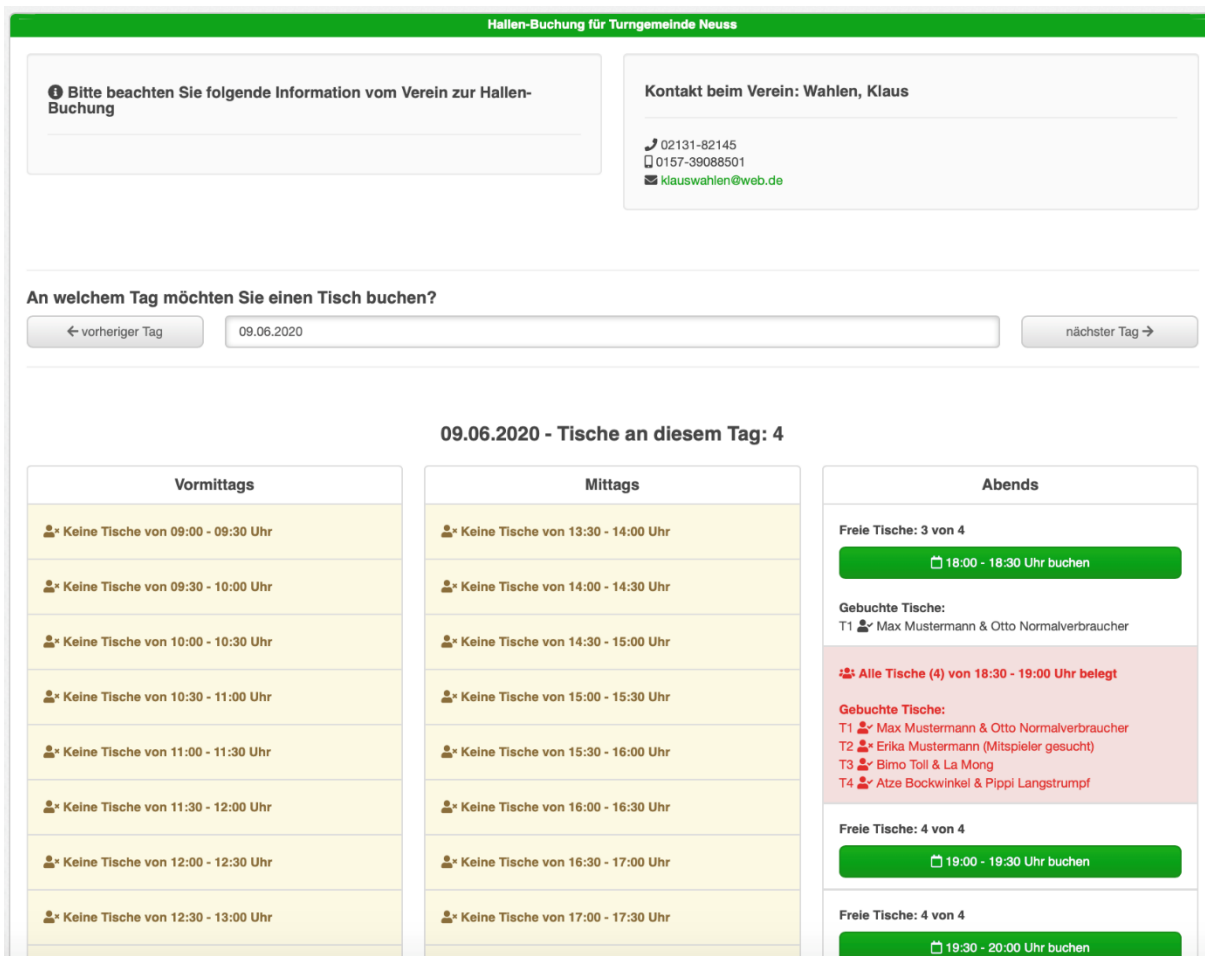 Hallen-Buchung für Turngemeinde Neuss
Bitte beachten Sie folgende Information vom Verein zur Hallen-
Buchung
Kontakt beim Verein: Wahlen, Klaus
02131-82145
0157-39088501
klauswahlen@web.de
An welchem Tag möchten Sie einen Tisch buchen?
← vorheriger Tag
09.06.2020
nächster Tag →
09.06.2020 - Tische an diesem Tag: 4
Vormittags
Keine Tische von 09:00 - 09:30 Uhr
Keine Tische von 09:30 - 10:00 Uhr
Keine Tische von 10:00 - 10:30 Uhr
Keine Tische von 10:30 - 11:00 Uhr
Keine Tische von 11:00 - 11:30 Uhr
Keine Tische von 11:30 - 12:00 Uhr
Keine Tische von 12:00 - 12:30 Uhr
Keine Tische von 12:30 - 13:00 Uhr
Mittags
Keine Tische von 13:30 - 14:00 Uhr
Keine Tische von 14:00 - 14:30 Uhr
Keine Tische von 14:30 - 15:00 Uhr
Keine Tische von 15:00 - 15:30 Uhr
Keine Tische von 15:30 - 16:00 Uhr
Keine Tische von 16:00 - 16:30 Uhr
Keine Tische von 16:30 - 17:00 Uhr
Keine Tische von 17:00 - 17:30 Uhr
Abends
Freie Tische: 3 von 4
18:00 - 18:30 Uhr buchen
Gebuchte Tische:
T1 Max Mustermann & Otto Normalverbraucher
Alle Tische (4) von 18:30 - 19:00 Uhr belegt
Gebuchte Tische:
T1 Max Mustermann & Otto Normalverbraucher
T2 Erika Mustermann (Mitspieler gesucht)
T3 Bimo Toll & La Mong
T4 Atze Bockwinkel & Pippi Langstrumpf
Freie Tische: 4 von 4
19:00 - 19:30 Uhr buchen
Freie Tische: 4 von 4
19:30 - 20:00 Uhr buchen